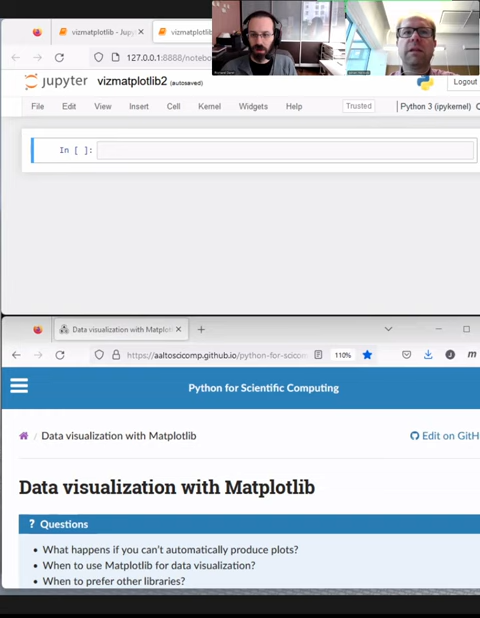 vizmatplotlib - Jupy
vizmatplotlib
127.0.0.1:8888/notebo
jupyter vizmatplotlib2 (autosaved)
Logout
File Edit View Insert Cell Kernel Widgets Help Trusted Python 3 (ipykernel)
In [ ]:
Data visualization with Matplotl
https://aaltoscicomp.github.io/python-for-scicom 110%
Python for Scientific Computing
/ Data visualization with Matplotlib Edit on GitH
Data visualization with Matplotlib
? Questions
• What happens if you can't automatically produce plots?
• When to use Matplotlib for data visualization?
• When to prefer other libraries?